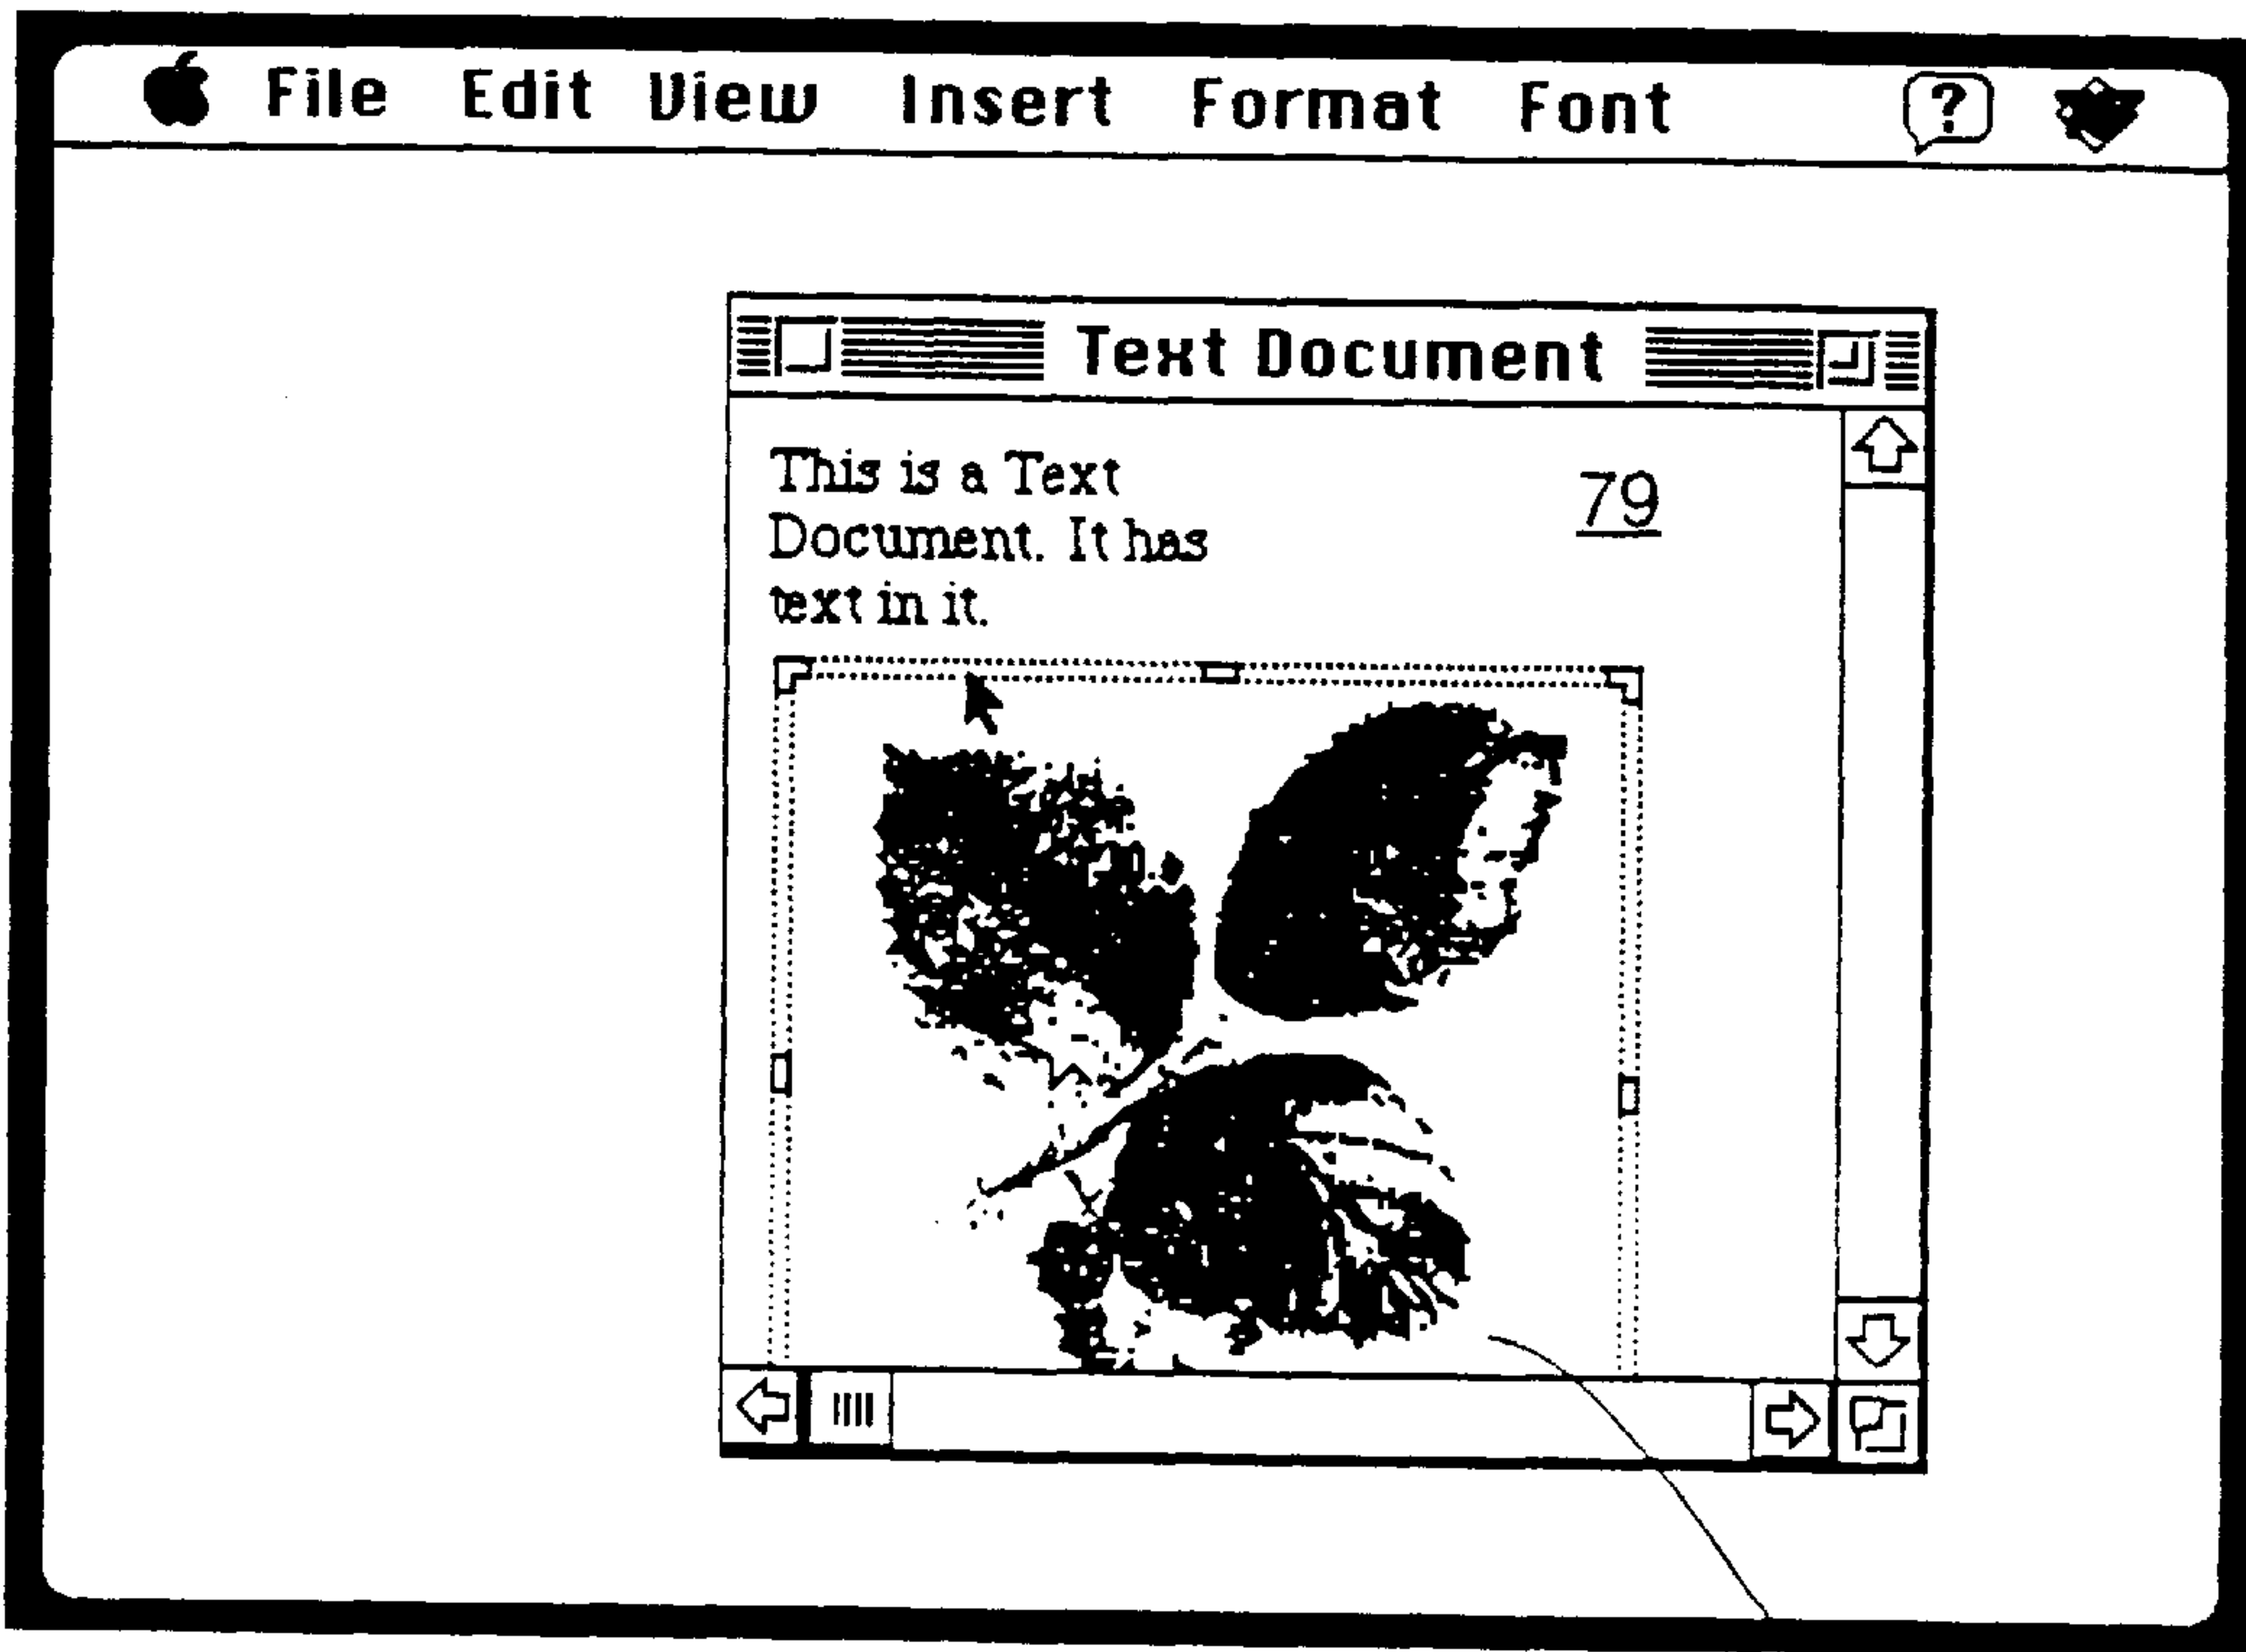 File Edit View Insert Format Font ?
Text Document
This is a Text
Document. It has
text in it.
79